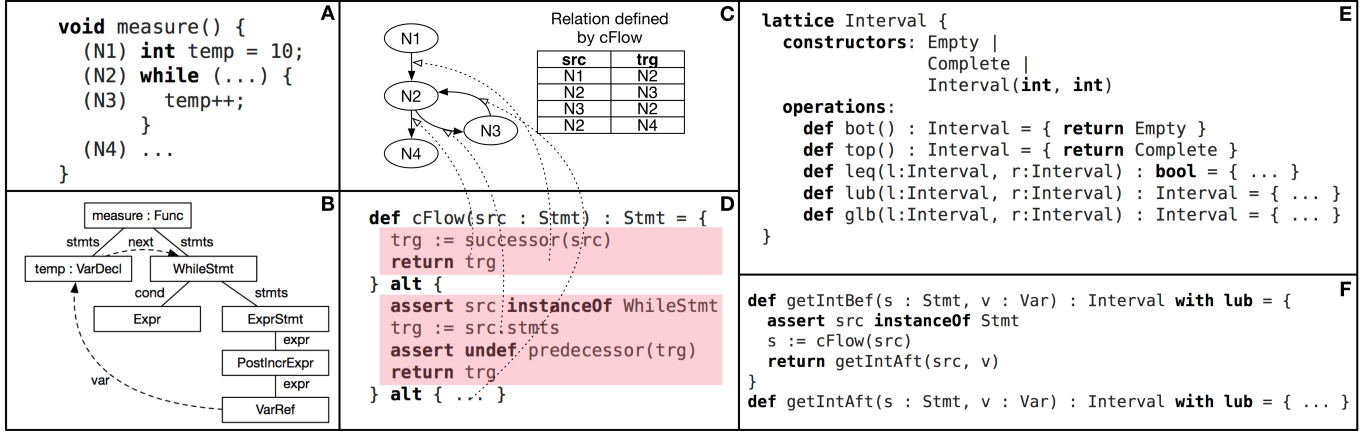 A
void measure() {
(N1) int temp = 10;
(N2) while (...) {
(N3) temp++;
}
(N4) ...
}
B
measure : Func
stmts
next
stmts
temp : VarDecl
WhileStmt
cond
stmts
Expr
ExprStmt
expr
PostIncrExpr
expr
var
VarRef
C
N1
N2
N3
N4
Relation defined
by cFlow
src trg
N1 N2
N2 N3
N3 N2
N2 N4
D
def cFlow(src : Stmt) : Stmt = {
trg := successor(src)
return trg
} alt {
assert src instanceOf WhileStmt
trg := src.stmts
assert undef predecessor(trg)
return trg
} alt { ... }
E
lattice Interval {
constructors: Empty |
Complete |
Interval(int, int)
operations:
def bot() : Interval = { return Empty }
def top() : Interval = { return Complete }
def leq(l:Interval, r:Interval) : bool = { ... }
def lub(l:Interval, r:Interval) : Interval = { ... }
def glb(l:Interval, r:Interval) : Interval = { ... }
}
F
def getIntBef(s : Stmt, v : Var) : Interval with lub = {
assert src instanceOf Stmt
s := cFlow(src)
return getIntAft(src, v)
}
def getIntAft(s : Stmt, v : Var) : Interval with lub = { ... }